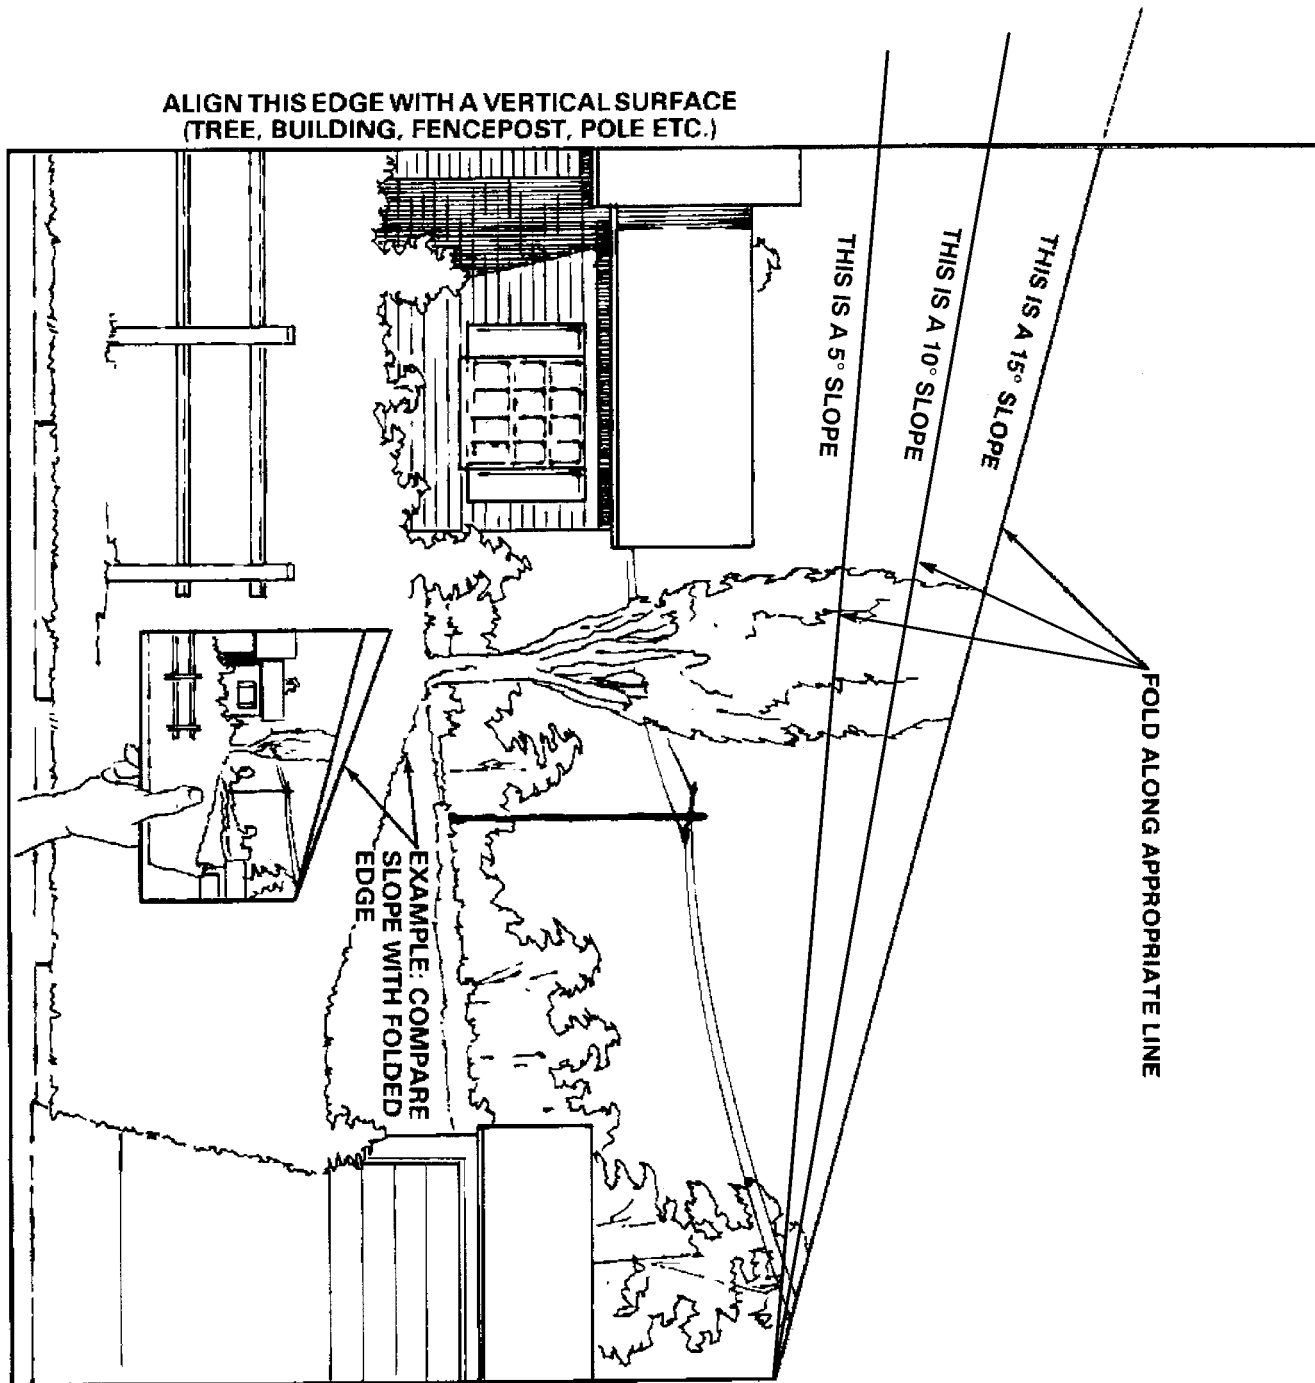 ALIGN THIS EDGE WITH A VERTICAL SURFACE
(TREE, BUILDING, FENCEPOST, POLE ETC.)
THIS IS A 5° SLOPE
THIS IS A 10° SLOPE
THIS IS A 15° SLOPE
FOLD ALONG APPROPRIATE LINE
EXAMPLE: COMPARE
SLOPE WITH FOLDED
EDGE